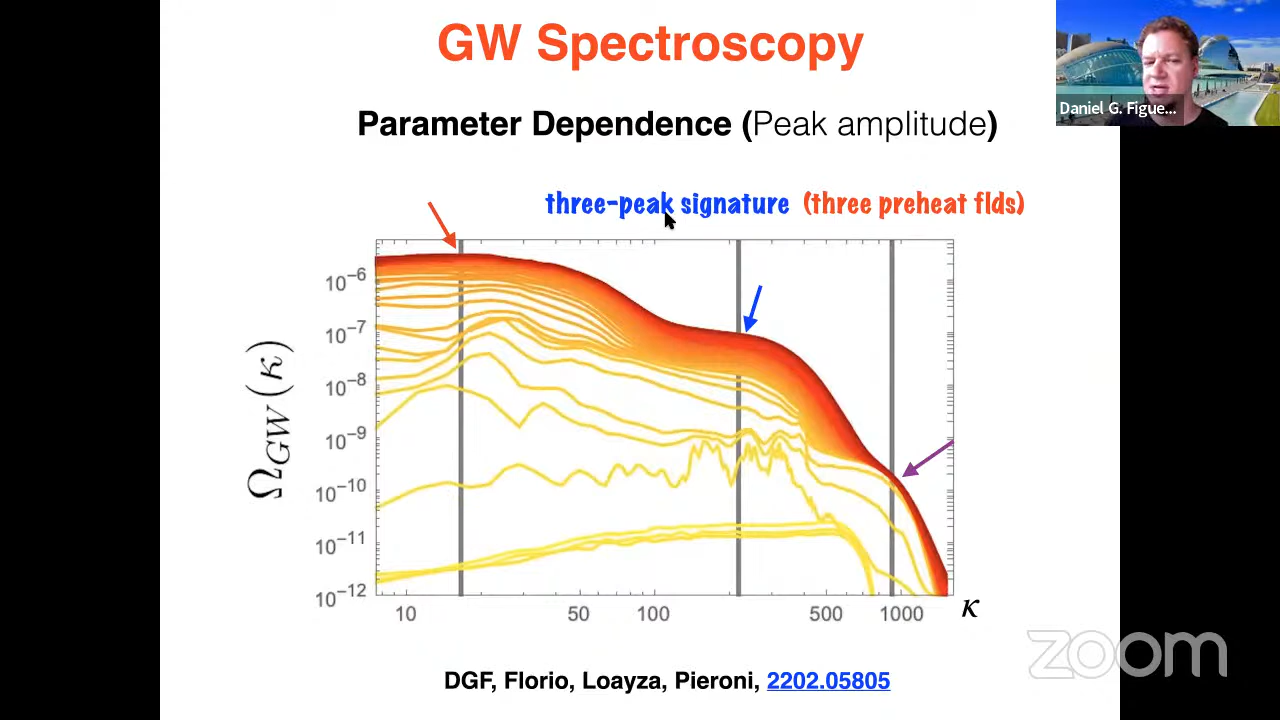 GW Spectroscopy
Daniel G. Figue...
Parameter Dependence (Peak amplitude)
three-peak signature (three preheat flds)
Ω_GW(κ)
10⁻⁶
10⁻⁷
10⁻⁸
10⁻⁹
10⁻¹⁰
10⁻¹¹
10⁻¹²
10 50 100 500 1000 κ
zoom
DGF, Florio, Loayza, Pieroni, 2202.05805